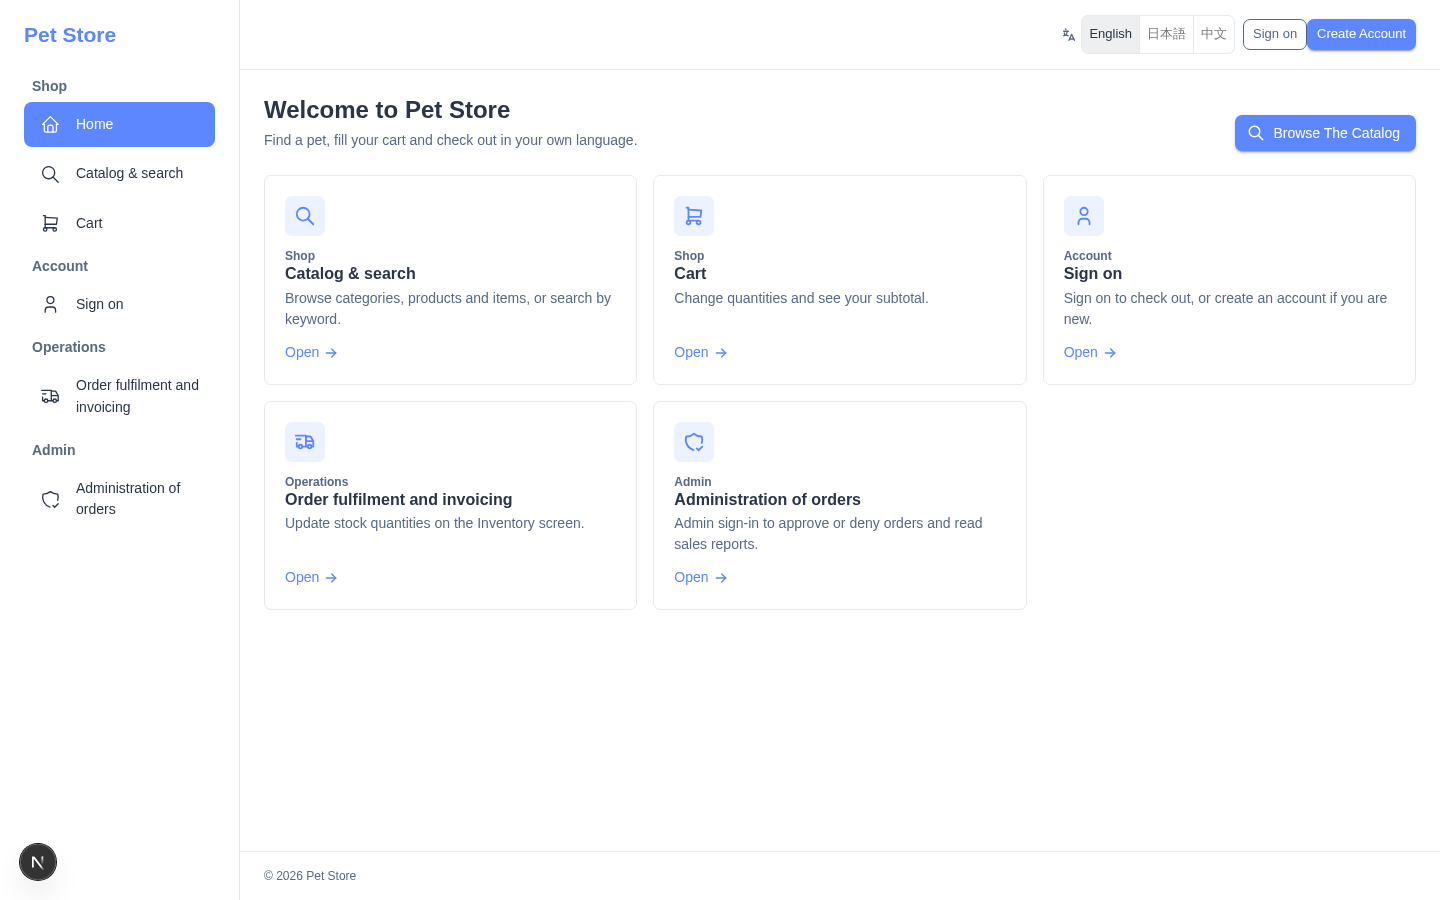 Pet Store
Shop
Home
Catalog & search
Cart
Account
Sign on
Operations
Order fulfilment and
invoicing
Admin
Administration of
orders
English
日本語
中文
Sign on
Create Account
Welcome to Pet Store
Find a pet, fill your cart and check out in your own language.
Browse The Catalog
Shop
Catalog & search
Browse categories, products and items, or search by
keyword.
Open
Shop
Cart
Change quantities and see your subtotal.
Open
Account
Sign on
Sign on to check out, or create an account if you are
new.
Open
Operations
Order fulfilment and invoicing
Update stock quantities on the Inventory screen.
Open
Admin
Administration of orders
Admin sign-in to approve or deny orders and read
sales reports.
Open
© 2026 Pet Store
N